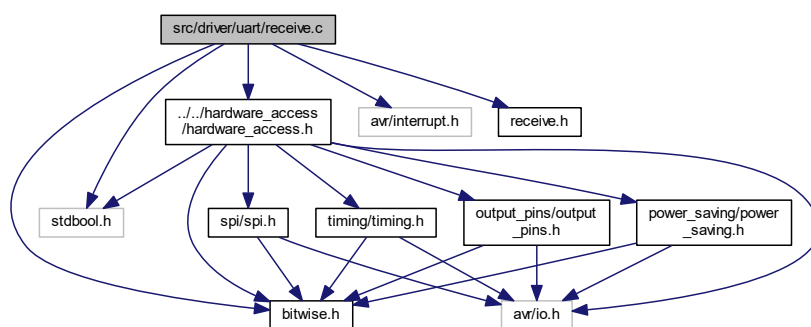 src/driver/uart/receive.c
../../hardware_access
/hardware_access.h
avr/interrupt.h
receive.h
stdbool.h
spi/spi.h
timing/timing.h
output_pins/output
_pins.h
power_saving/power
_saving.h
bitwise.h
avr/io.h